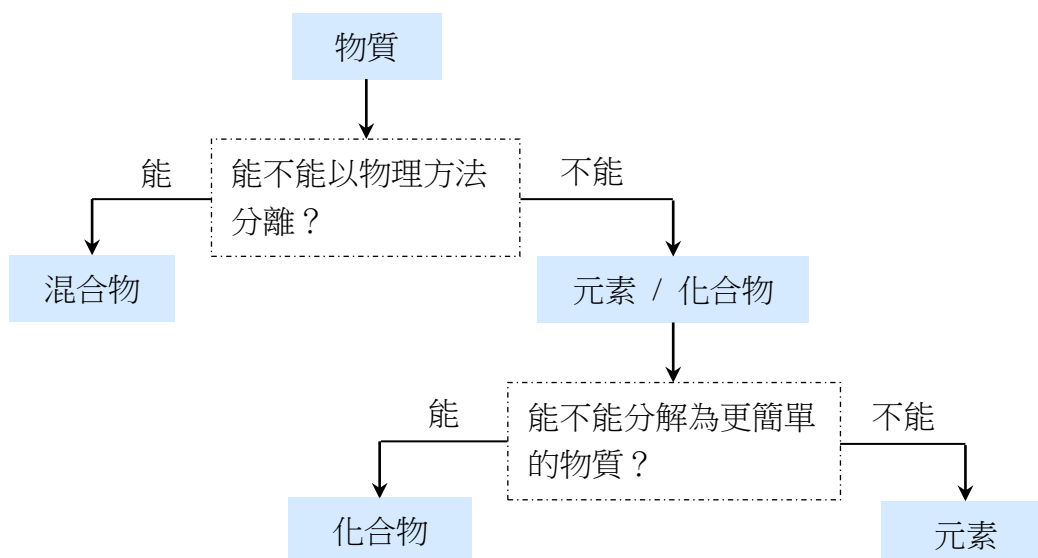 物質
能
能不能以物理方法
分離？
不能
混合物
元素 / 化合物
能
能不能分解為更簡單
的物質？
不能
化合物
元素